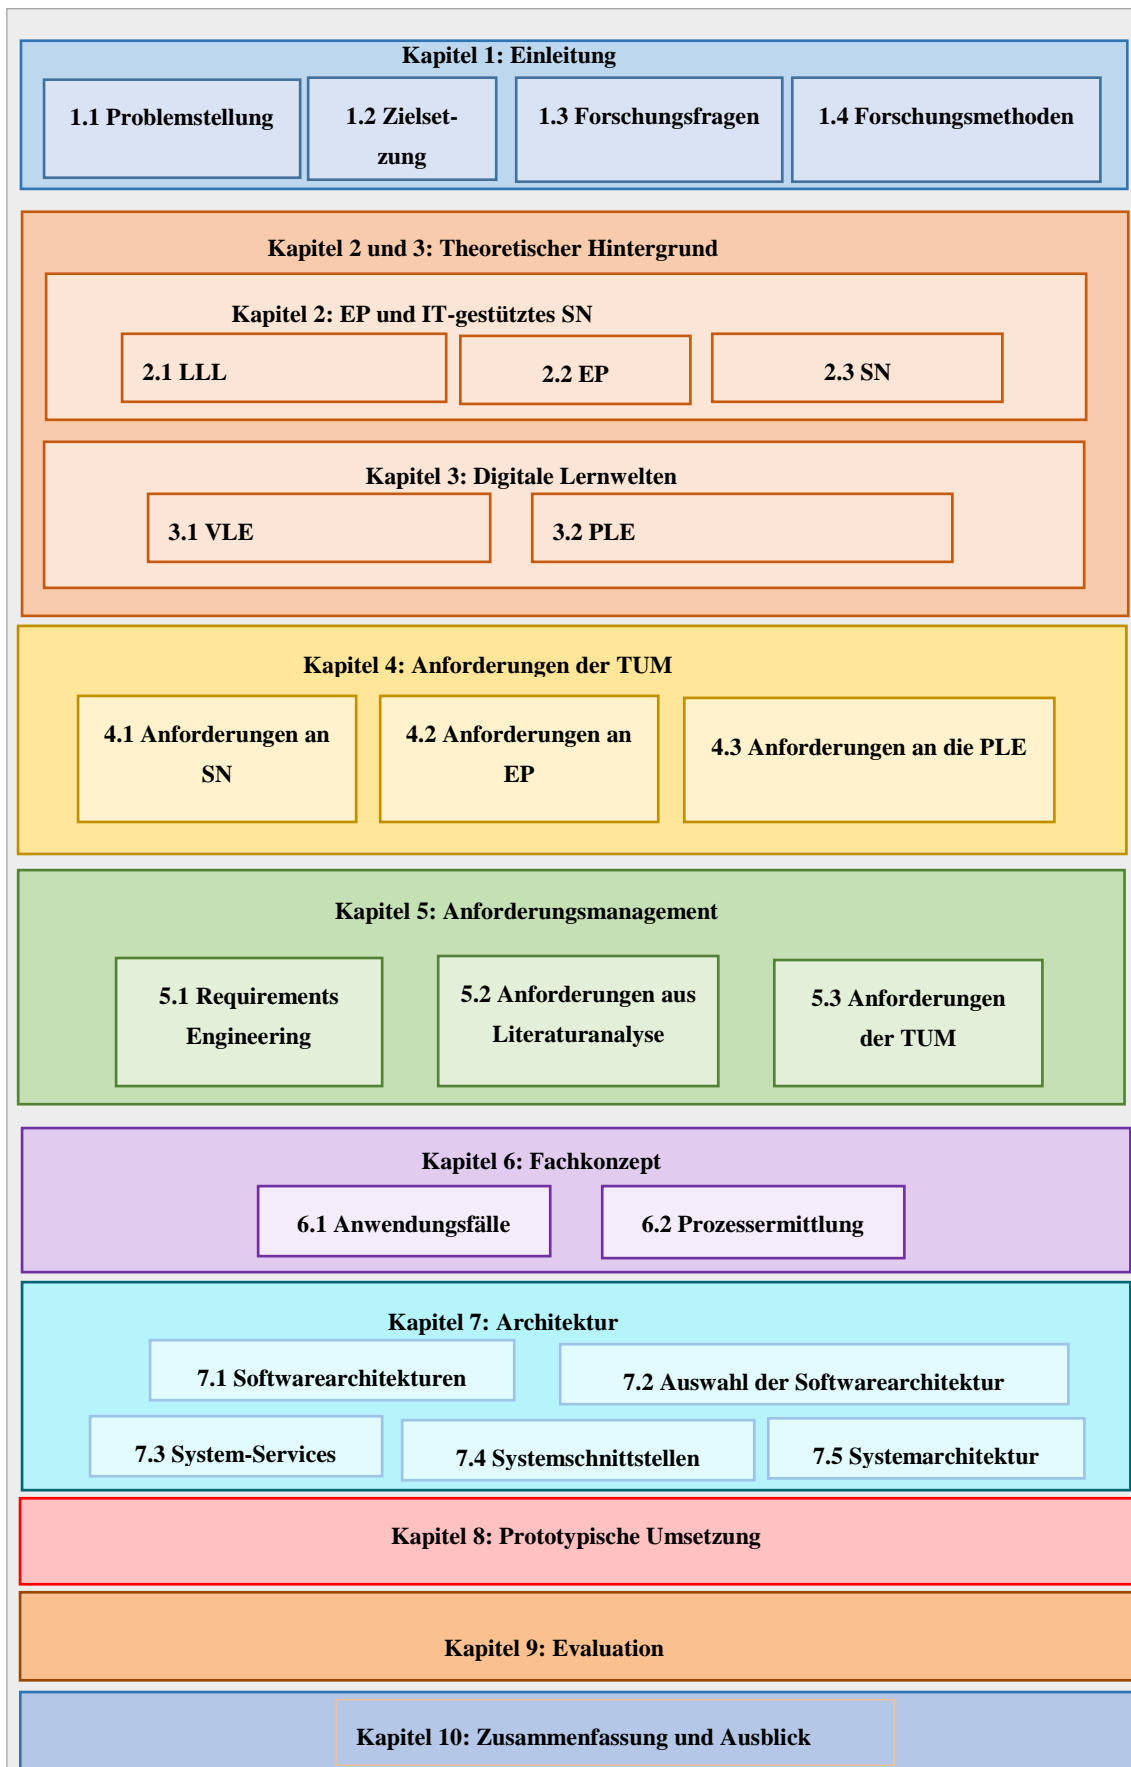 Kapitel 1: Einleitung
1.1 Problemstellung
1.2 Zielset-
zung
1.3 Forschungsfragen
1.4 Forschungsmethoden
Kapitel 2 und 3: Theoretischer Hintergrund
Kapitel 2: EP und IT-gestütztes SN
2.1 LLL
2.2 EP
2.3 SN
Kapitel 3: Digitale Lernwelten
3.1 VLE
3.2 PLE
Kapitel 4: Anforderungen der TUM
4.1 Anforderungen an
SN
4.2 Anforderungen an
EP
4.3 Anforderungen an die PLE
Kapitel 5: Anforderungsmanagement
5.1 Requirements
Engineering
5.2 Anforderungen aus
Literaturanalyse
5.3 Anforderungen
der TUM
Kapitel 6: Fachkonzept
6.1 Anwendungsfälle
6.2 Prozessermittlung
Kapitel 7: Architektur
7.1 Softwarearchitekturen
7.2 Auswahl der Softwarearchitektur
7.3 System-Services
7.4 Systemschnittstellen
7.5 Systemarchitektur
Kapitel 8: Prototypische Umsetzung
Kapitel 9: Evaluation
Kapitel 10: Zusammenfassung und Ausblick